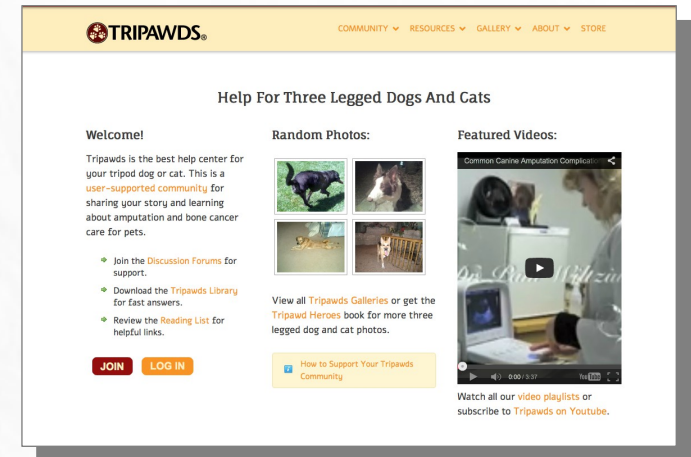 TRIPAWDS®
COMMUNITY RESOURCES GALLERY ABOUT STORE
Help For Three Legged Dogs And Cats
Welcome!
Tripawds is the best help center for
your tripod dog or cat. This is a
user-supported community for
sharing your story and learning
about amputation and bone cancer
care for pets.
Join the Discussion Forums for
support.
Download the Tripawds Library
for fast answers.
Review the Reading List for
helpful links.
JOIN LOG IN
Random Photos:
View all Tripawds Galleries or get the
Tripawd Heroes book for more three
legged dog and cat photos.
? How to Support Your Tripawds
Community
Featured Videos:
Common Canine Amputation Complicatio
Dr. Pam
0:00 / 3:37 YouTube
Watch all our video playlists or
subscribe to Tripawds on Youtube.